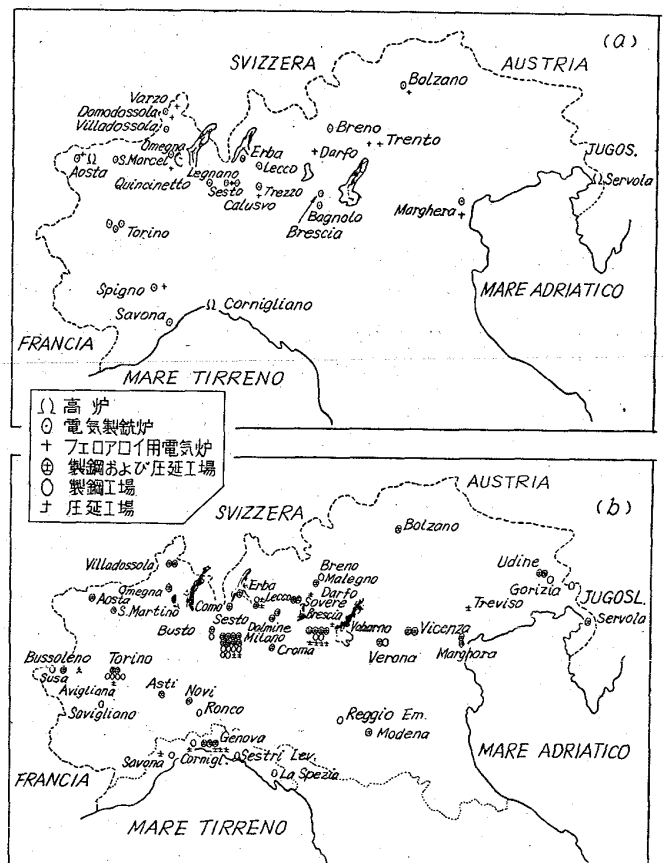 (a)
SVIZZERA
AUSTRIA
Bolzano
Varzo
Domodossola
Villadossola
Breno
Trento
Omegna
Erba
Darfo
JUGOS.
Aosta
S.Marcel
Lecco
Servola
Quincinetto
Legnano
Sesto
Trezzo
Calusvo
Bagnolo
Brescia
Marghera
Torino
MARE ADRIATICO
Spigno
Cornigliano
Savona
FRANCIA
MARE TIRRENO
高炉
電気製銑炉
フェロアロイ用電気炉
製鋼および圧延工場
製鋼工場
圧延工場
(b)
AUSTRIA
SVIZZERA
Bolzano
Villadossola
Breno
Malegno
Udine
Omegna
Erba
Darfo
Gorizia
Aosta
Como
Lecco
Sovere
Treviso
JUGOSL.
S.Martino
Sesto
Brescia
Servola
Busto
Dalmine
Vobarno
Vicenza
Milano
Bussoleno
Torino
Croma
Verona
Marghora
Susa
Avigliana
Asti
Novi
Savigliano
Ronco
Reggio Em.
Modena
Genova
MARE ADRIATICO
Savona
Cornigl.
Sestri Lev.
FRANCIA
La Spezia
MARE TIRRENO